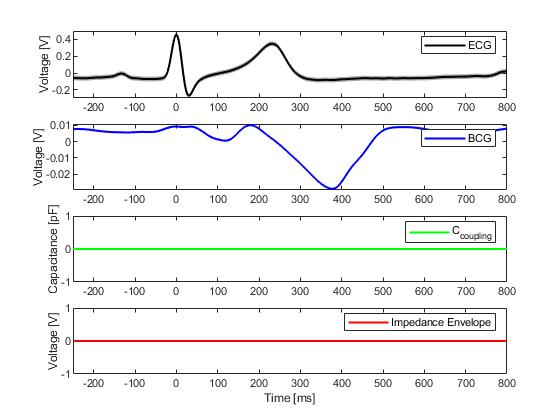 Voltage [V]
0.4
0.2
0
-0.2
ECG
-200 -100 0 100 200 300 400 500 600 700 800
Voltage [V]
0.01
0
-0.01
-0.02
BCG
-200 -100 0 100 200 300 400 500 600 700 800
Capacitance [pF]
1
0
-1
C_coupling
-200 -100 0 100 200 300 400 500 600 700 800
Voltage [V]
1
0
-1
Impedance Envelope
-200 -100 0 100 200 300 400 500 600 700 800
Time [ms]